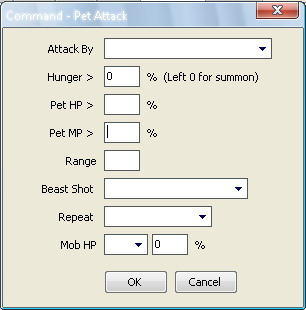 Command - Pet Attack
Attack By
Hunger > 0 % (Left 0 for summon)
Pet HP > %
Pet MP > %
Range
Beast Shot
Repeat
Mob HP 0 %
OK Cancel